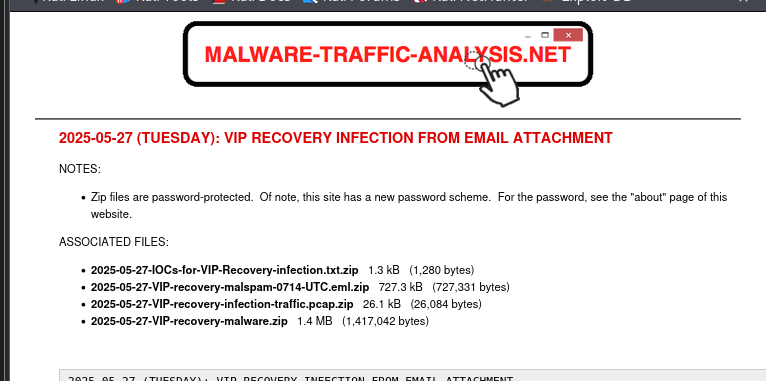 MALWARE-TRAFFIC-ANALYSIS.NET
2025-05-27 (TUESDAY): VIP RECOVERY INFECTION FROM EMAIL ATTACHMENT
NOTES:
• Zip files are password-protected. Of note, this site has a new password scheme. For the password, see the "about" page of this
website.
ASSOCIATED FILES:
• 2025-05-27-IOCs-for-VIP-Recovery-infection.txt.zip 1.3 kB (1,280 bytes)
• 2025-05-27-VIP-recovery-malspam-0714-UTC.eml.zip 727.3 kB (727,331 bytes)
• 2025-05-27-VIP-recovery-infection-traffic.pcap.zip 26.1 kB (26,084 bytes)
• 2025-05-27-VIP-recovery-malware.zip 1.4 MB (1,417,042 bytes)
2025-05-27 (TUESDAY): VIP RECOVERY INFECTION FROM EMAIL ATTACHMENT